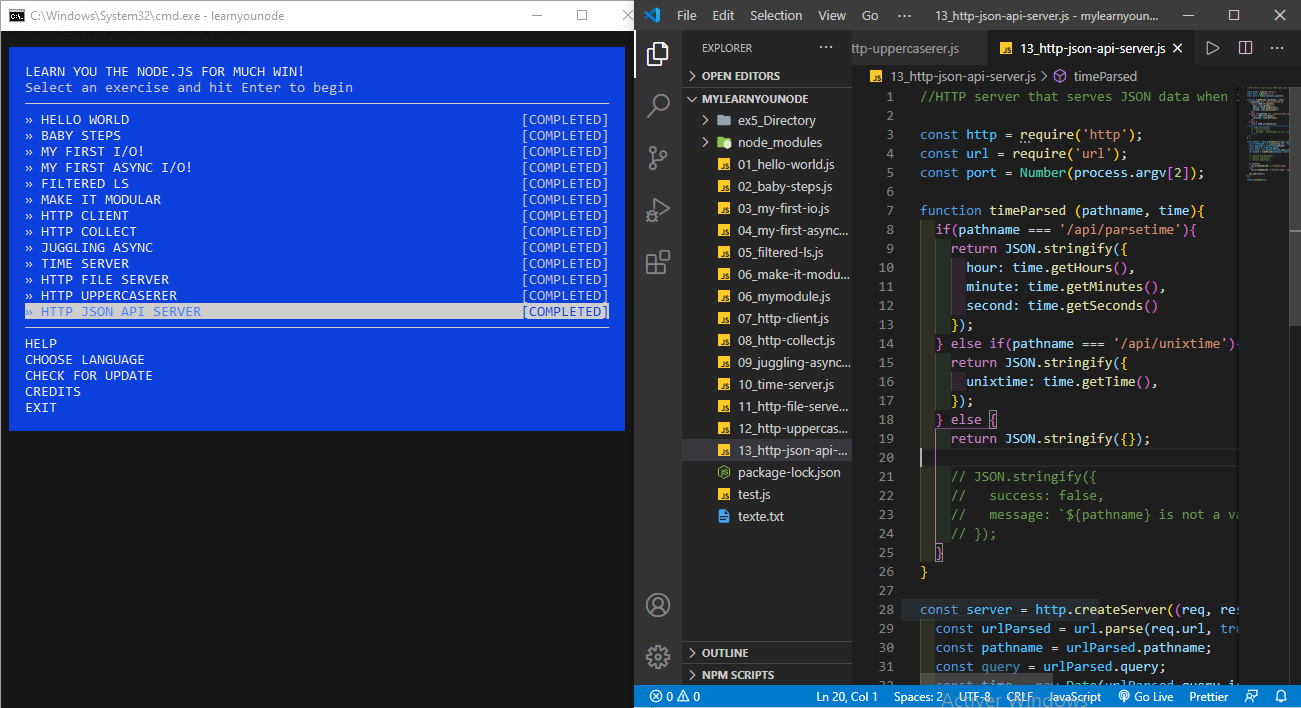 C:\Windows\System32\cmd.exe - learnyounode
LEARN YOU THE NODE.JS FOR MUCH WIN!
Select an exercise and hit Enter to begin
» HELLO WORLD [COMPLETED]
» BABY STEPS [COMPLETED]
» MY FIRST I/O! [COMPLETED]
» MY FIRST ASYNC I/O! [COMPLETED]
» FILTERED LS [COMPLETED]
» MAKE IT MODULAR [COMPLETED]
» HTTP CLIENT [COMPLETED]
» HTTP COLLECT [COMPLETED]
» JUGGLING ASYNC [COMPLETED]
» TIME SERVER [COMPLETED]
» HTTP FILE SERVER [COMPLETED]
» HTTP UPPERCASERER [COMPLETED]
» HTTP JSON API SERVER [COMPLETED]
HELP
CHOOSE LANGUAGE
CHECK FOR UPDATE
CREDITS
EXIT
File Edit Selection View Go ··· 13_http-json-api-server.js - mylearnyoun...
EXPLORER ···
OPEN EDITORS
MYLEARNYOUNODE
ex5_Directory
node_modules
01_hello-world.js
02_baby-steps.js
03_my-first-io.js
04_my-first-async...
05_filtered-ls.js
06_make-it-modu...
06_mymodule.js
07_http-client.js
08_http-collect.js
09_juggling-async...
10_time-server.js
11_http-file-serve...
12_http-uppercas...
13_http-json-api-...
package-lock.json
test.js
texte.txt
OUTLINE
NPM SCRIPTS
ttp-uppercaserer.js 13_http-json-api-server.js
13_http-json-api-server.js > timeParsed
1 //HTTP server that serves JSON data when
2
3 const http = require('http');
4 const url = require('url');
5 const port = Number(process.argv[2]);
6
7 function timeParsed (pathname, time){
8 if(pathname === '/api/parsetime'){
9 return JSON.stringify({
10 hour: time.getHours(),
11 minute: time.getMinutes(),
12 second: time.getSeconds()
13 });
14 } else if(pathname === '/api/unixtime'){
15 return JSON.stringify({
16 unixtime: time.getTime(),
17 });
18 } else {
19 return JSON.stringify({});
20
21 // JSON.stringify({
22 // success: false,
23 // message: `${pathname} is not a va
24 // });
25 }
26 }
27
28 const server = http.createServer((req, res
29 const urlParsed = url.parse(req.url, tru
30 const pathname = urlParsed.pathname;
31 const query = urlParsed.query;
32 const time = new Date(urlParsed.query.i
0 0 Ln 20, Col 1 Spaces: 2 UTF-8 CRLF JavaScript Go Live Prettier
Activer Windows